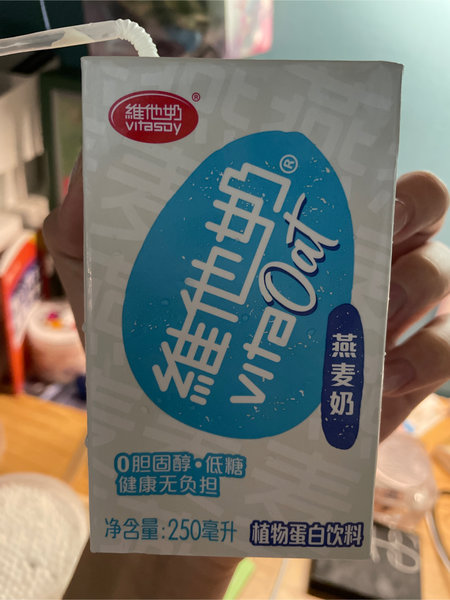 維他奶®
vitasoy
維他奶®
vitaOat
燕麦奶
0胆固醇·低糖
健康无负担
净含量:250毫升
植物蛋白饮料